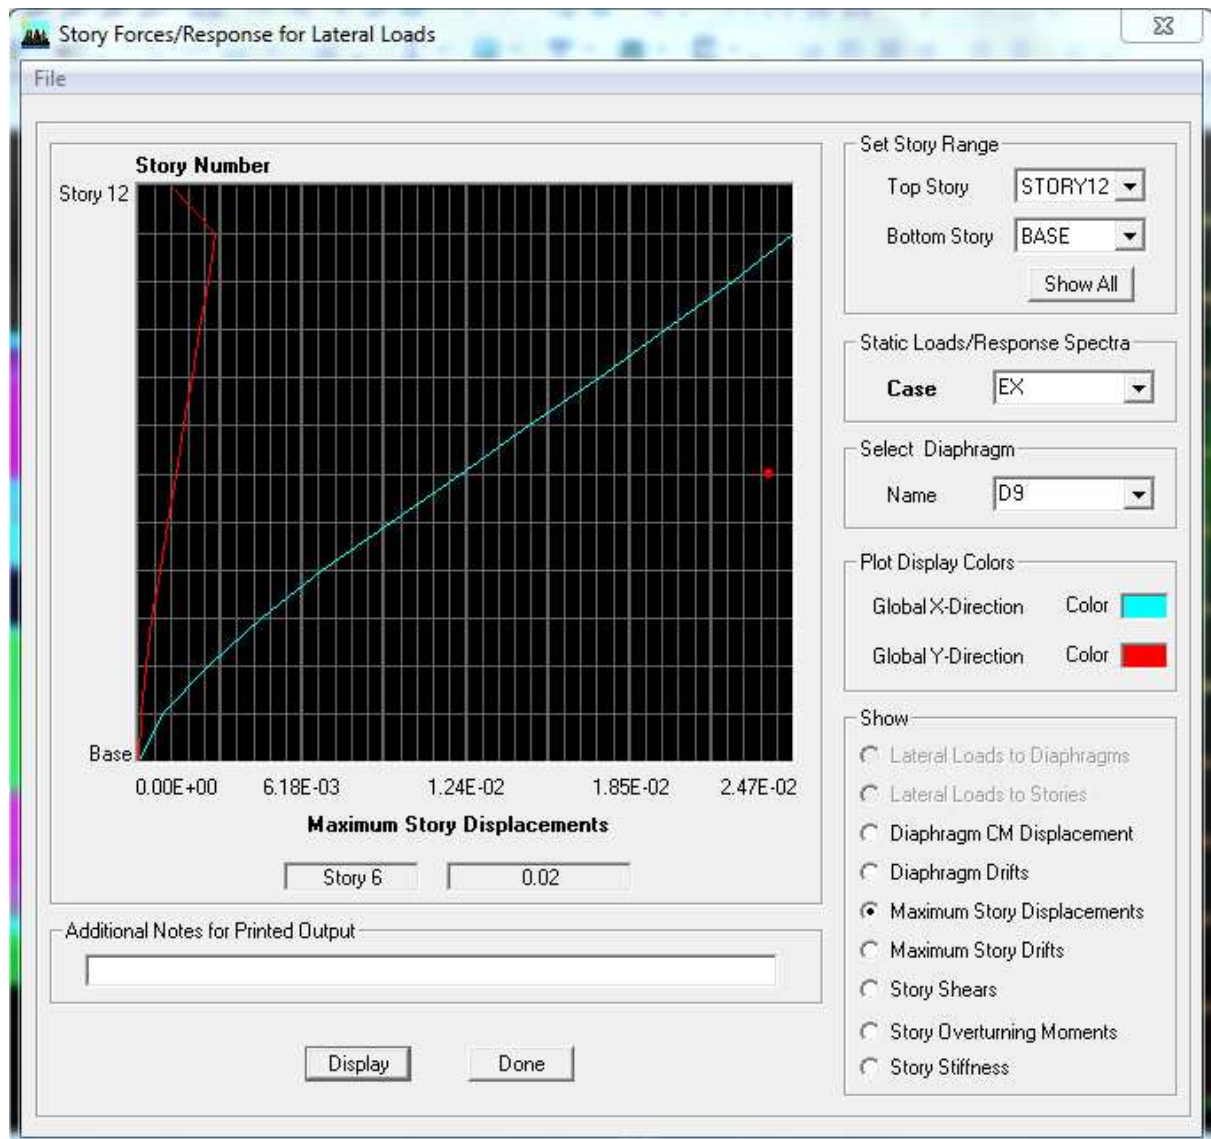 Story Forces/Response for Lateral Loads
File
Story Number
Story 12
Base
0.00E+00 6.18E-03 1.24E-02 1.85E-02 2.47E-02
Maximum Story Displacements
Story 6 0.02
Additional Notes for Printed Output
Display Done
Set Story Range
Top Story STORY12
Bottom Story BASE
Show All
Static Loads/Response Spectra
Case EX
Select Diaphragm
Name D9
Plot Display Colors
Global X-Direction Color
Global Y-Direction Color
Show
Lateral Loads to Diaphragms
Lateral Loads to Stories
Diaphragm CM Displacement
Diaphragm Drifts
Maximum Story Displacements
Maximum Story Drifts
Story Shears
Story Overturning Moments
Story Stiffness